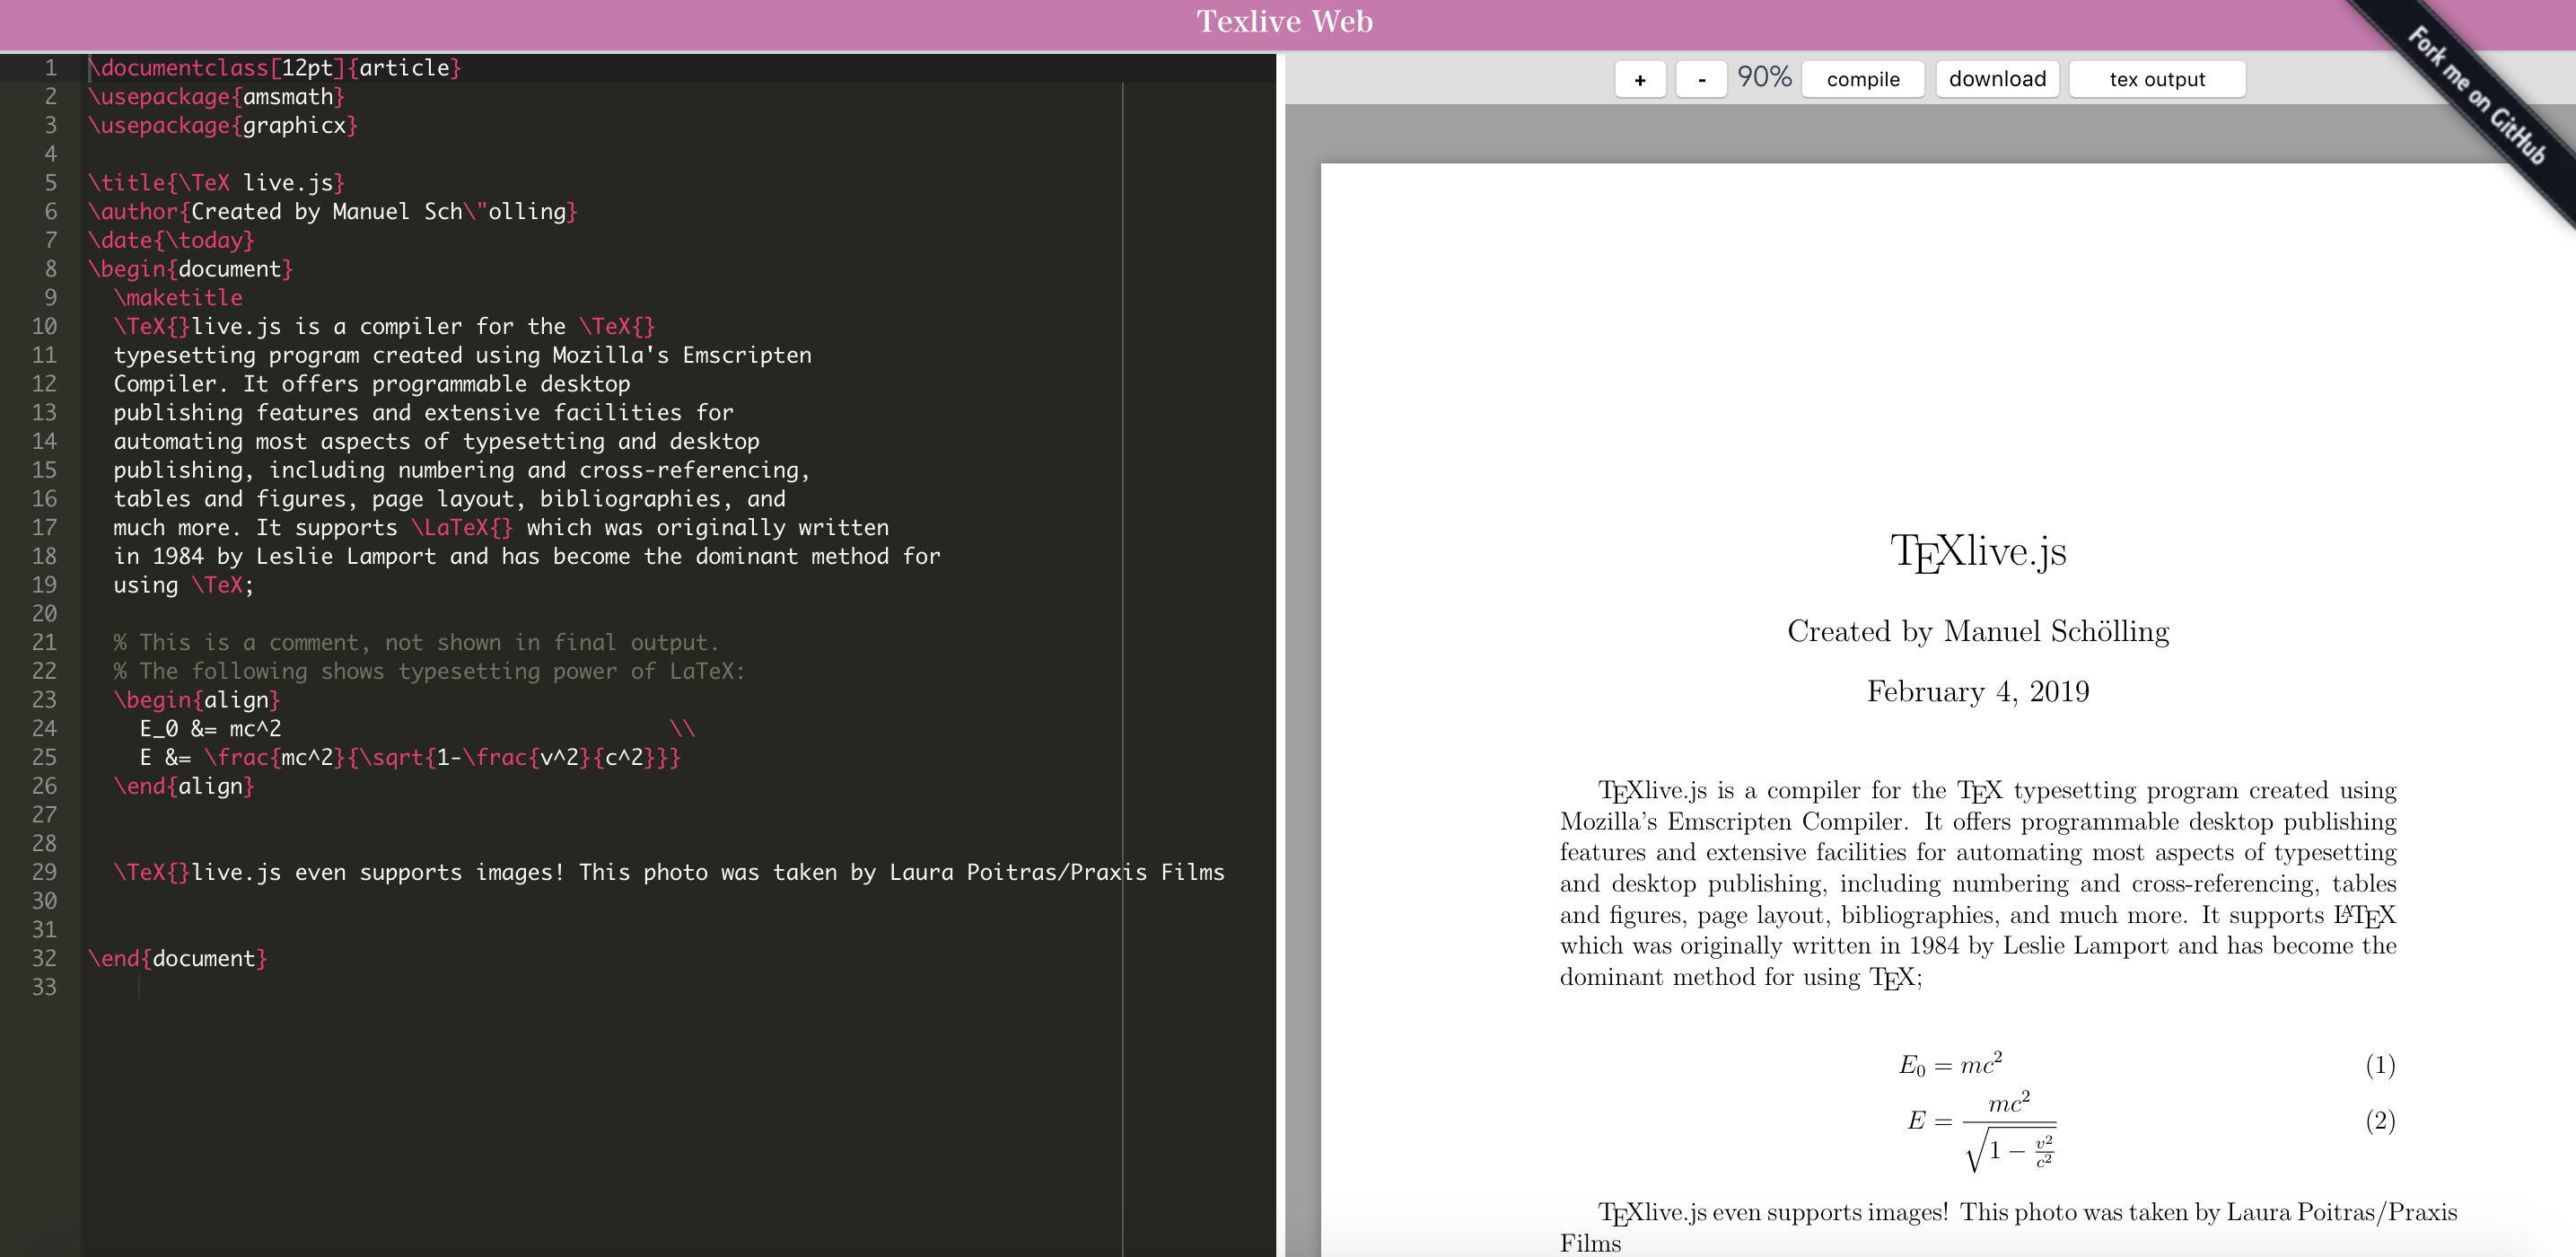 Texlive Web
Fork me on GitHub
+ - 90% compile download tex output
1 \documentclass[12pt]{article}
2 \usepackage{amsmath}
3 \usepackage{graphicx}
4
5 \title{\TeX live.js}
6 \author{Created by Manuel Sch\"olling}
7 \date{\today}
8 \begin{document}
9   \maketitle
10   \TeX{}live.js is a compiler for the \TeX{}
11   typesetting program created using Mozilla's Emscripten
12   Compiler. It offers programmable desktop
13   publishing features and extensive facilities for
14   automating most aspects of typesetting and desktop
15   publishing, including numbering and cross-referencing,
16   tables and figures, page layout, bibliographies, and
17   much more. It supports \LaTeX{} which was originally written
18   in 1984 by Leslie Lamport and has become the dominant method for
19   using \TeX;
20
21   % This is a comment, not shown in final output.
22   % The following shows typesetting power of LaTeX:
23   \begin{align}
24     E_0 &= mc^2                              \\
25     E &= \frac{mc^2}{\sqrt{1-\frac{v^2}{c^2}}}
26   \end{align}
27
28
29   \TeX{}live.js even supports images! This photo was taken by Laura Poitras/Praxis Films
30
31
32 \end{document}
33
TEXlive.js
Created by Manuel Schölling
February 4, 2019
TEXlive.js is a compiler for the TEX typesetting program created using
Mozilla's Emscripten Compiler. It offers programmable desktop publishing
features and extensive facilities for automating most aspects of typesetting
and desktop publishing, including numbering and cross-referencing, tables
and figures, page layout, bibliographies, and much more. It supports LATEX
which was originally written in 1984 by Leslie Lamport and has become the
dominant method for using TEX;
E₀ = mc² (1)
E = mc² / √(1 − v²/c²) (2)
TEXlive.js even supports images! This photo was taken by Laura Poitras/Praxis
Films